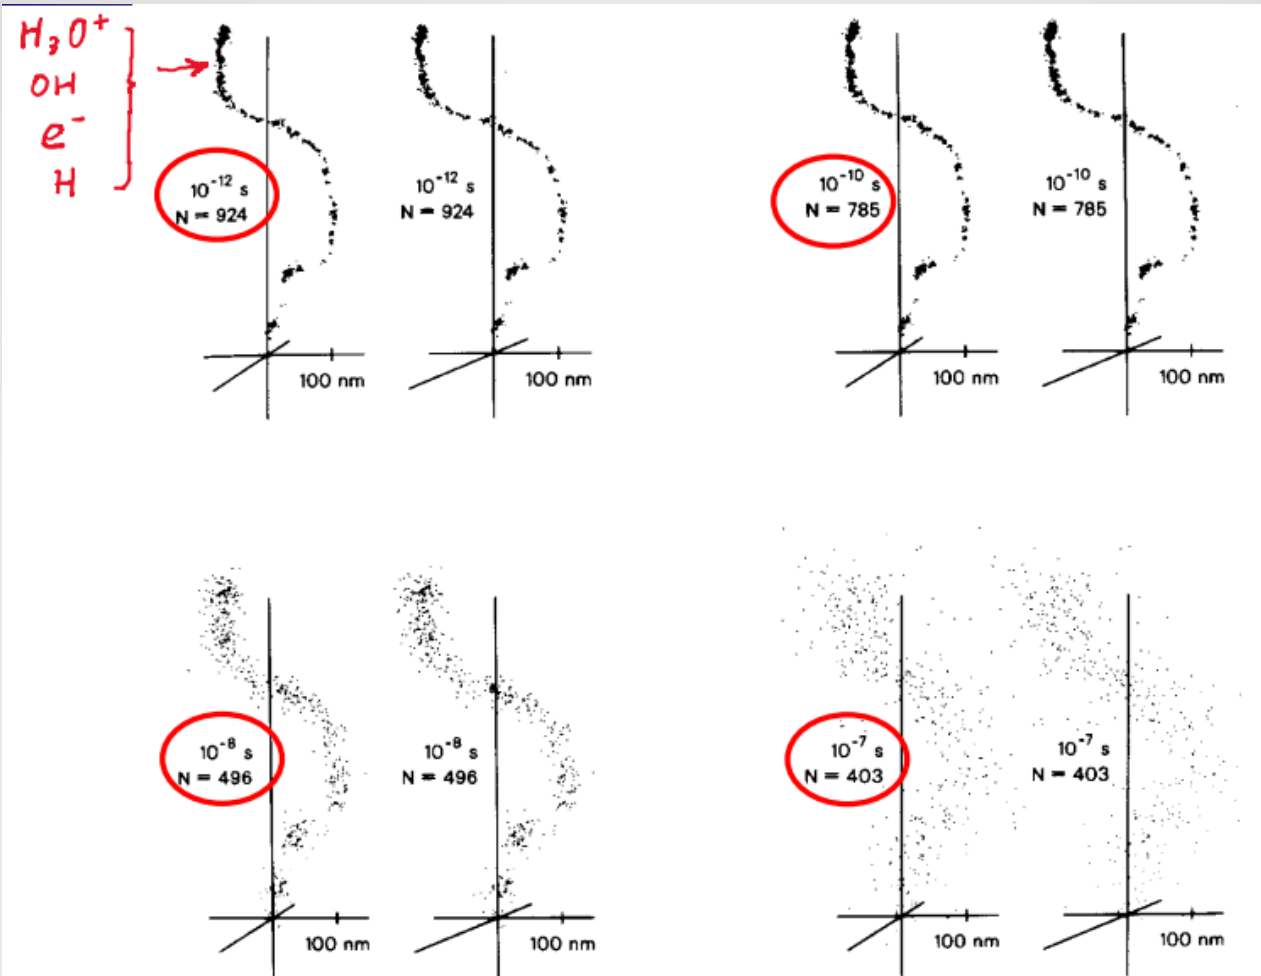 H₃O⁺
OH
e⁻
H
10⁻¹² s
N = 924
100 nm
10⁻¹² s
N = 924
100 nm
10⁻¹⁰ s
N = 785
100 nm
10⁻¹⁰ s
N = 785
100 nm
10⁻⁸ s
N = 496
100 nm
10⁻⁸ s
N = 496
100 nm
10⁻⁷ s
N = 403
100 nm
10⁻⁷ s
N = 403
100 nm